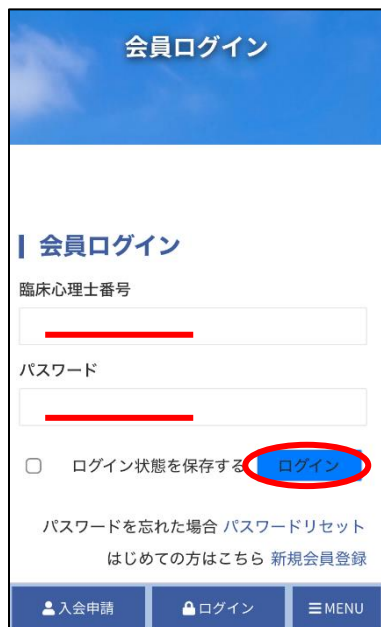 会員ログイン
会員ログイン
臨床心理士番号
パスワード
ログイン状態を保存する ログイン
パスワードを忘れた場合 パスワードリセット
はじめての方はこちら 新規会員登録
入会申請 ログイン MENU